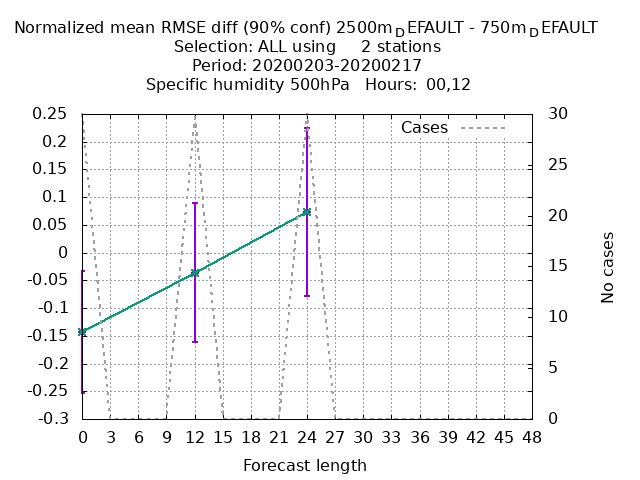 Normalized mean RMSE diff (90% conf) 2500m_DEFAULT - 750m_DEFAULT
Selection: ALL using 2 stations
Period: 20200203-20200217
Specific humidity 500hPa Hours: 00,12
Cases
0.25
0.2
0.15
0.1
0.05
0
-0.05
-0.1
-0.15
-0.2
-0.25
-0.3
30
25
20
15
10
5
0
No cases
0 3 6 9 12 15 18 21 24 27 30 33 36 39 42 45 48
Forecast length